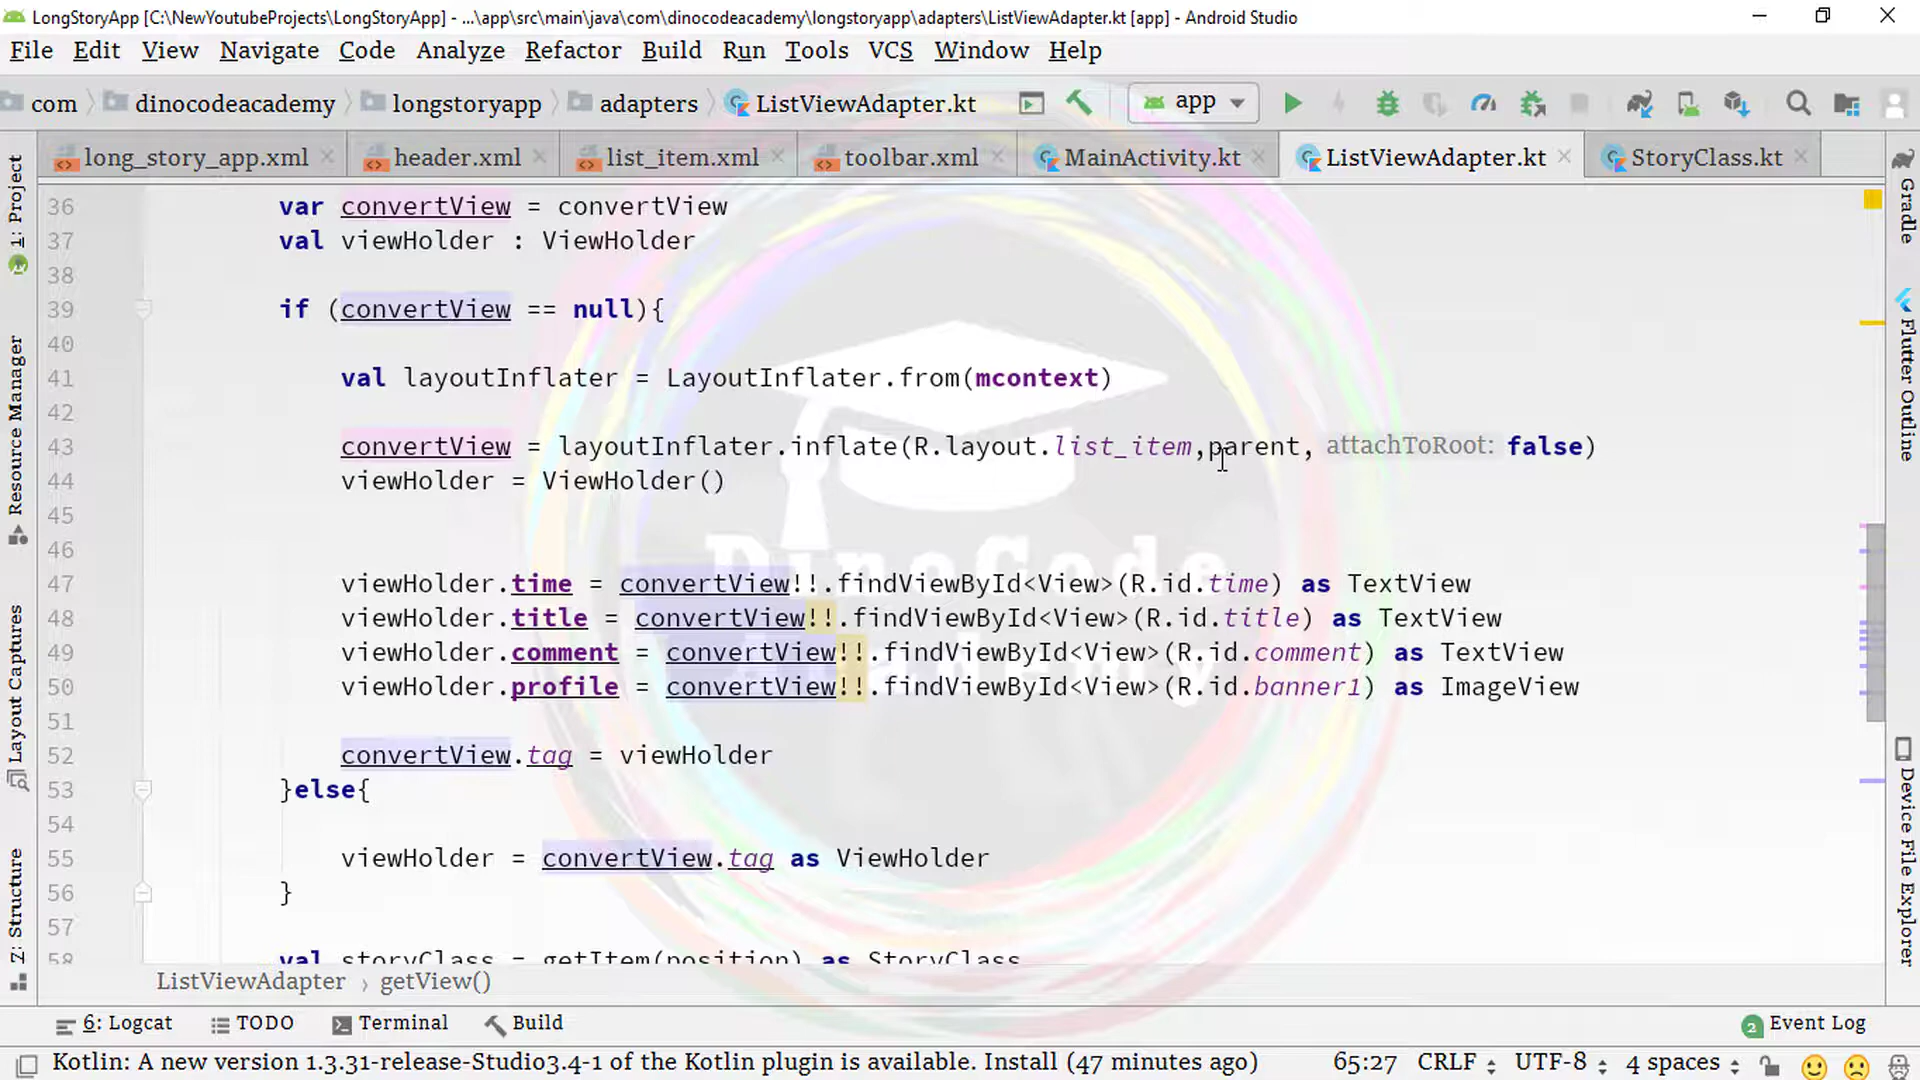 LongStoryApp [C:\NewYoutubeProjects\LongStoryApp] - ...\app\src\main\java\com\dinocodeacademy\longstoryapp\adapters\ListViewAdapter.kt [app] - Android Studio
File Edit View Navigate Code Analyze Refactor Build Run Tools VCS Window Help
com dinocodeacademy longstoryapp adapters ListViewAdapter.kt app
long_story_app.xml header.xml list_item.xml toolbar.xml MainActivity.kt ListViewAdapter.kt StoryClass.kt
1: Project
Resource Manager
Layout Captures
Z: Structure
36 var convertView = convertView
37 val viewHolder : ViewHolder
38
39 if (convertView == null){
40
41 val layoutInflater = LayoutInflater.from(mcontext)
42
43 convertView = layoutInflater.inflate(R.layout.list_item,parent, attachToRoot: false)
44 viewHolder = ViewHolder()
45
46
DinoCode
Academy
47 viewHolder.time = convertView!!.findViewById<View>(R.id.time) as TextView
48 viewHolder.title = convertView!!.findViewById<View>(R.id.title) as TextView
49 viewHolder.comment = convertView!!.findViewById<View>(R.id.comment) as TextView
50 viewHolder.profile = convertView!!.findViewById<View>(R.id.banner1) as ImageView
51
52 convertView.tag = viewHolder
53 }else{
54
55 viewHolder = convertView.tag as ViewHolder
56 }
57
58 val storyClass = getItem(position) as StoryClass
Gradle
Flutter Outline
Device File Explorer
ListViewAdapter › getView()
6: Logcat TODO Terminal Build 2 Event Log
Kotlin: A new version 1.3.31-release-Studio3.4-1 of the Kotlin plugin is available. Install (47 minutes ago) 65:27 CRLF UTF-8 4 spaces